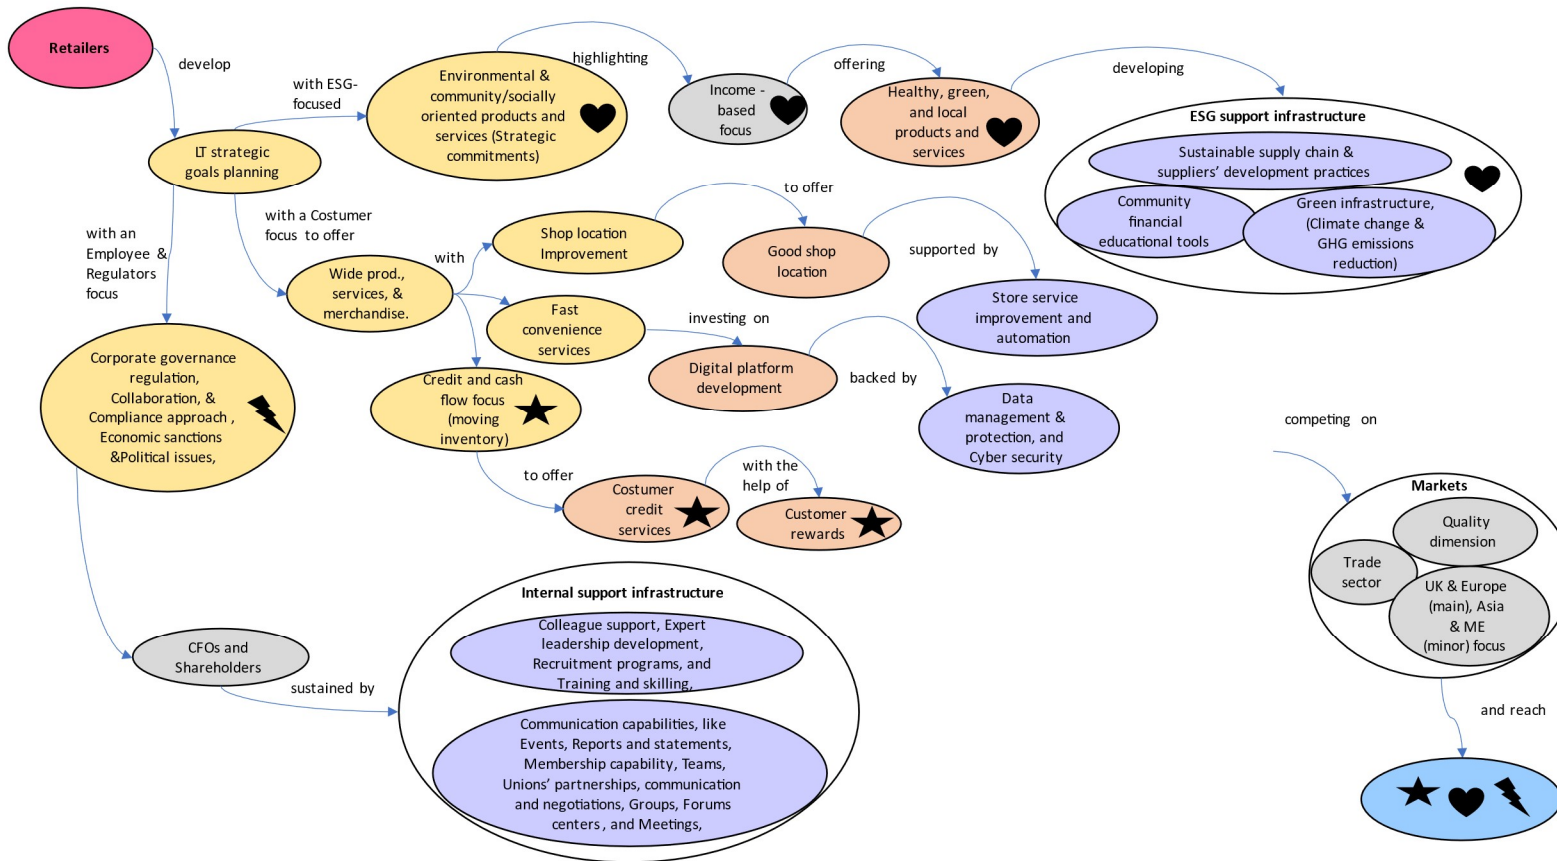 Retailers
develop
with ESG-
focused
Environmental &
community/socially
oriented products and
services (Strategic
commitments)
highlighting
Income -
based
focus
offering
Healthy, green,
and local
products and
services
developing
ESG support infrastructure
Sustainable supply chain &
suppliers' development practices
Community
financial
educational tools
Green infrastructure,
(Climate change &
GHG emissions
reduction)
LT strategic
goals planning
with an
Employee &
Regulators
focus
with a Costumer
focus to offer
Wide prod.,
services, &
merchandise.
with
Shop location
Improvement
to offer
Good shop
location
supported by
Store service
improvement and
automation
Fast
convenience
services
investing on
Digital platform
development
backed by
Data
management &
protection, and
Cyber security
Credit and cash
flow focus
(moving
inventory)
to offer
Costumer
credit
services
with the
help of
Customer
rewards
Corporate governance
regulation,
Collaboration, &
Compliance approach ,
Economic sanctions
&Political issues,
CFOs and
Shareholders
sustained by
Internal support infrastructure
Colleague support, Expert
leadership development,
Recruitment programs, and
Training and skilling,
Communication capabilities, like
Events, Reports and statements,
Membership capability, Teams,
Unions' partnerships, communication
and negotiations, Groups, Forums
centers , and Meetings,
competing on
Markets
Quality
dimension
Trade
sector
UK & Europe
(main), Asia
& ME
(minor) focus
and reach